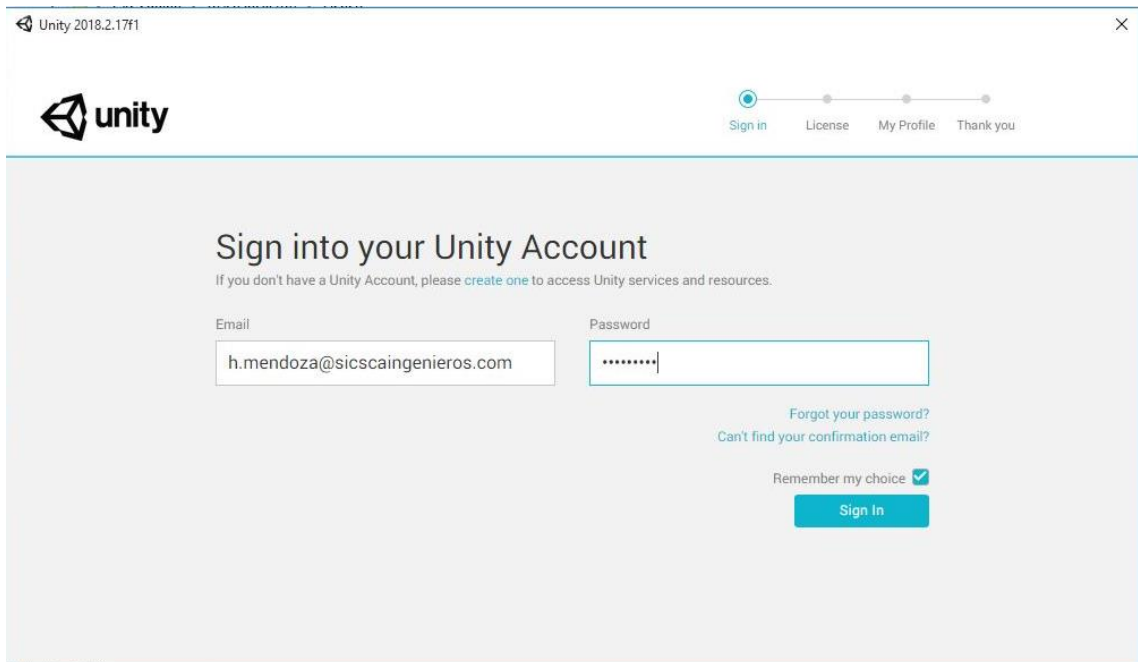 Unity 2018.2.17f1
unity
Sign in License My Profile Thank you
Sign into your Unity Account
If you don't have a Unity Account, please create one to access Unity services and resources.
Email Password
h.mendoza@sicscaingenieros.com •••••••••
Forgot your password?
Can't find your confirmation email?
Remember my choice
Sign In